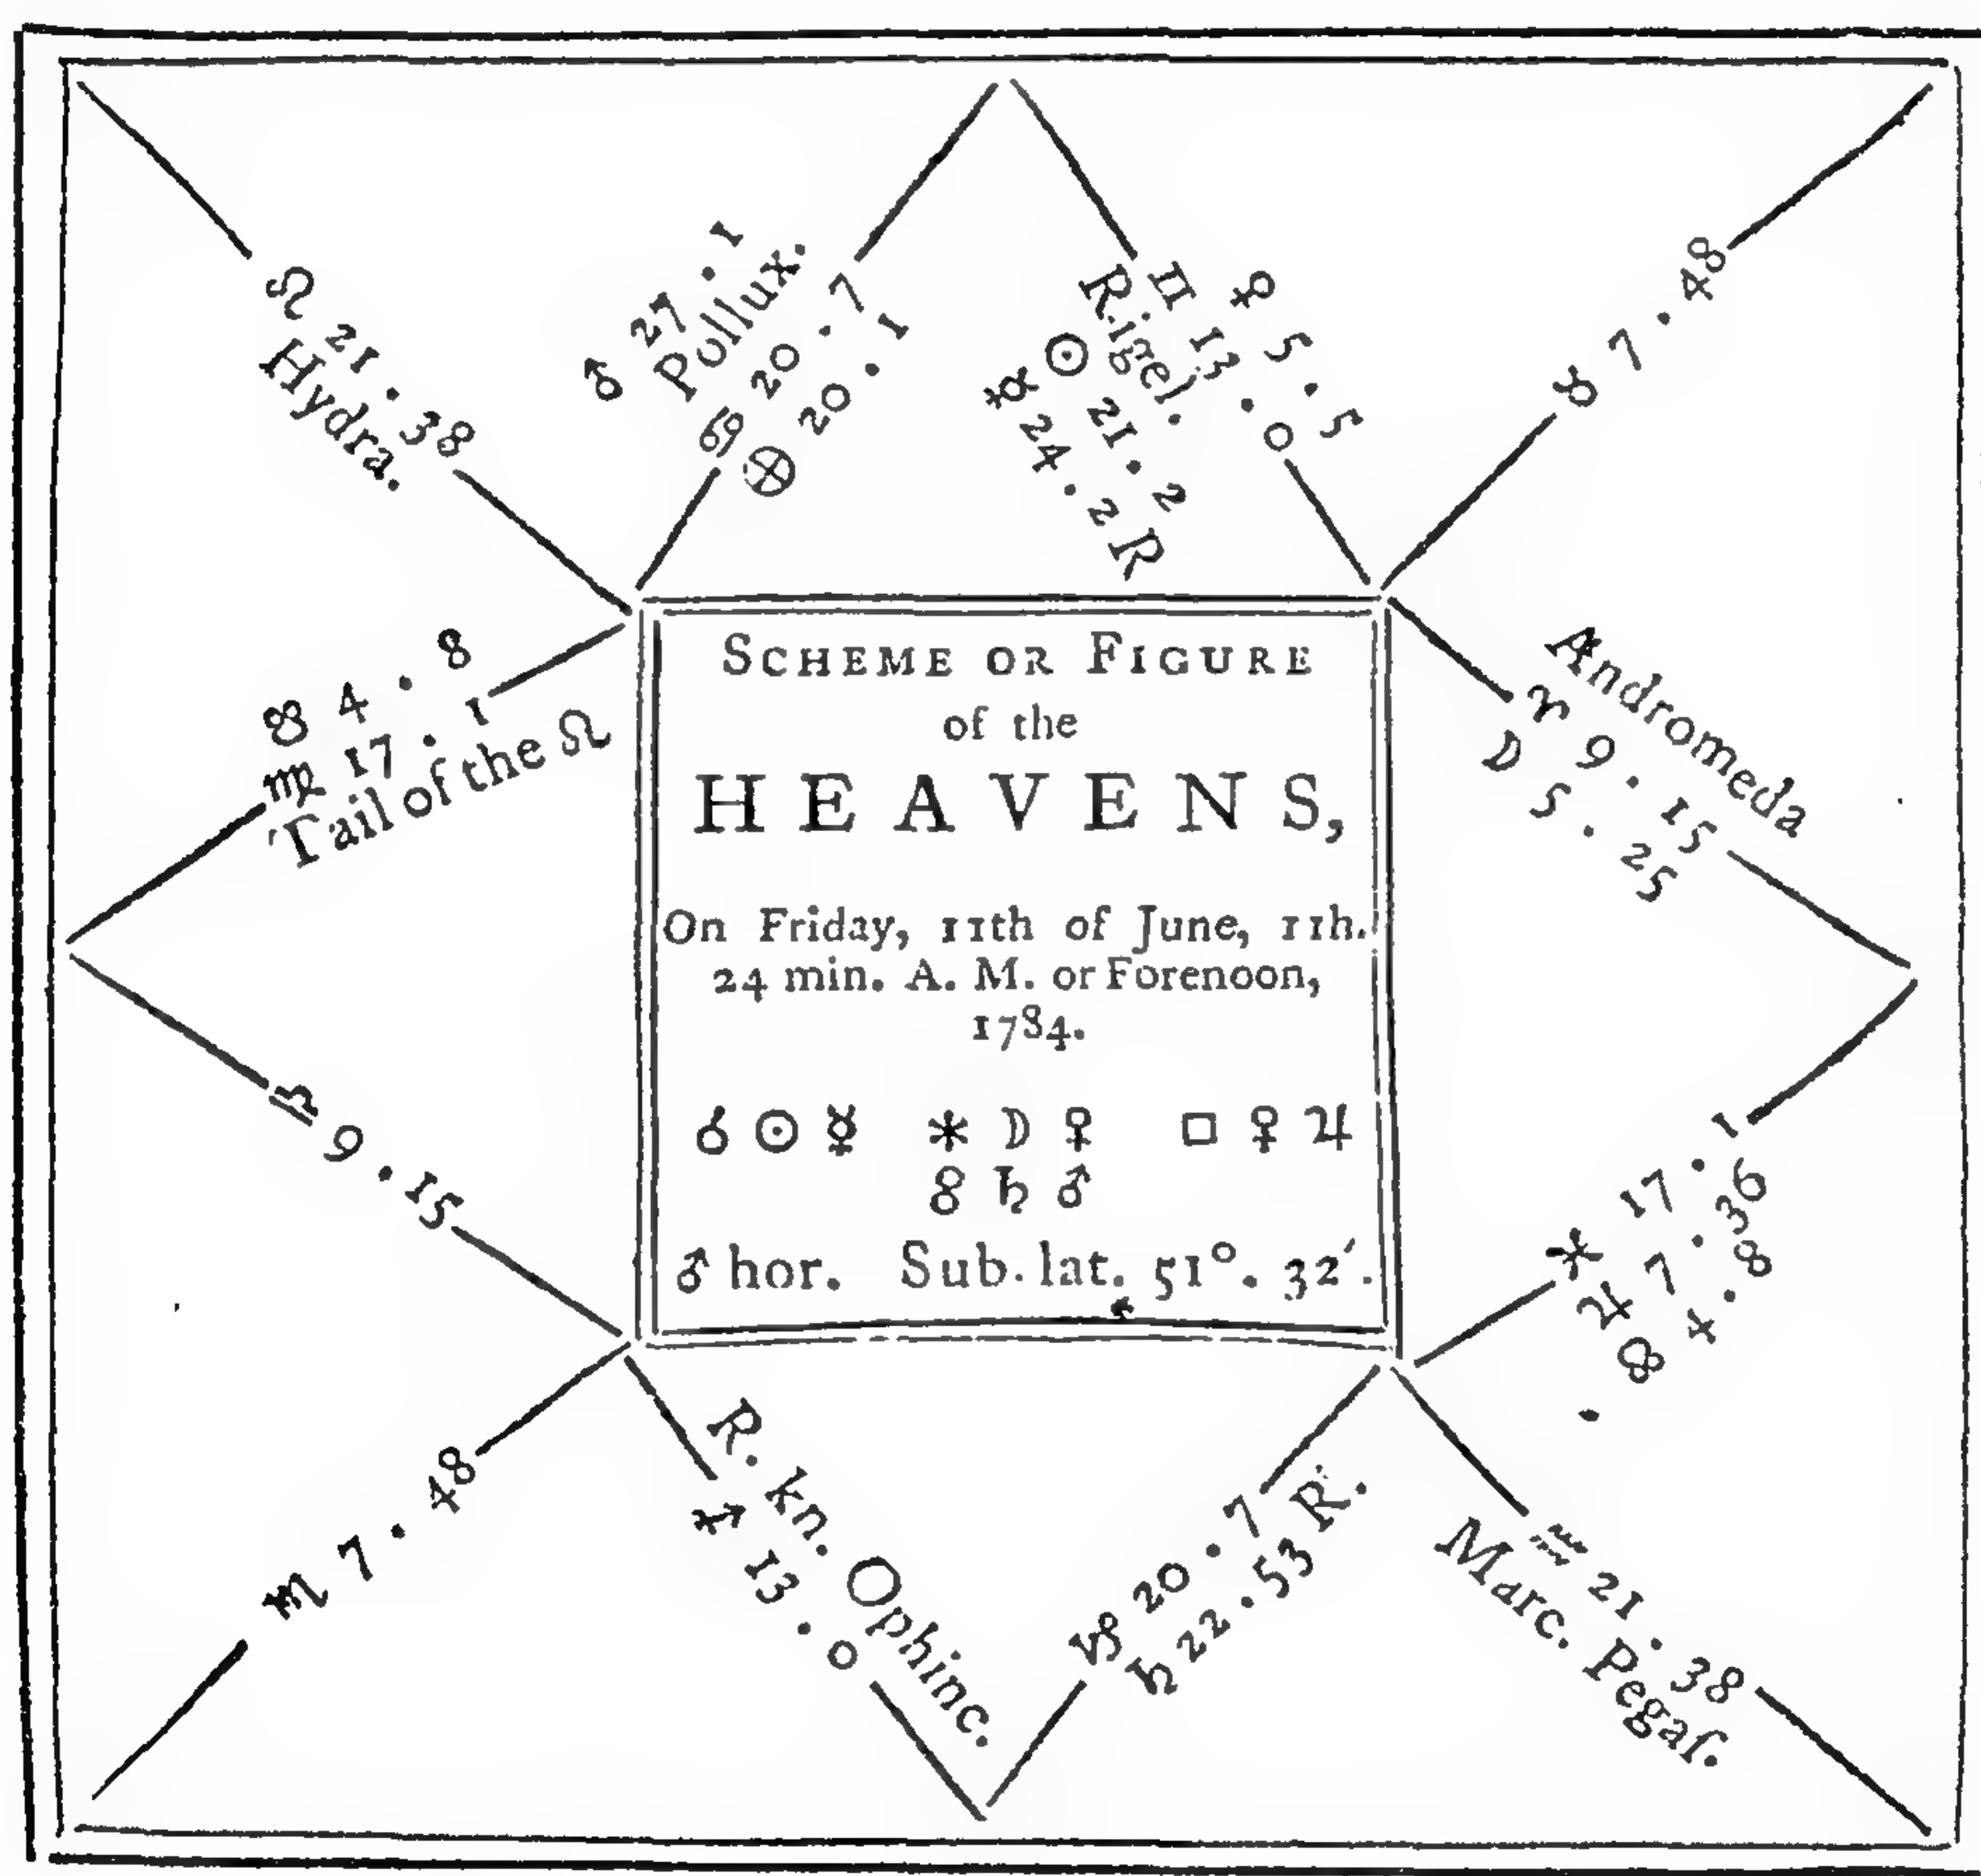 SCHEME OR FIGURE
of the
HEAVENS,
On Friday, 11th of June, 11h.
24 min. A. M. or Forenoon,
1784.
☌ ☉ ☿ ⚹ ☽ ♀ □ ♀ ♃
☍ ♄ ♂
♂ hor. Sub. lat. 51°. 32′.
♂ 27 . 1
Pollux.
♋ 20 . 7
⊗ 20 . 1
♀ 5 . 5
♊ 13 . 0
Rigel.
☉ 21 . 2
☿ 24 . 2 R
♉ 7 . 48
Andromeda
♈ 9 . 15
☽ 5 . 25
17 . 1
♃ 7 . 36
4 . 8
♒ 21 . 38
Marc. Pegaſ.
♑ 20 . 7
♄ 22 . 53 R.
R. kn. Ophinc.
♐ 13 . 0
♏ 7 . 48
♎ 9 . 15
4 . 8
♍ 17 . 1
Tail of the ♌
♌ 21 . 38
Hydra.